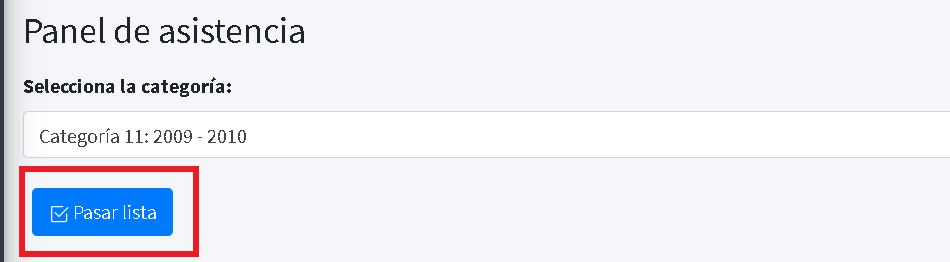 Panel de asistencia
Selecciona la categoría:
Categoría 11: 2009 - 2010
Pasar lista